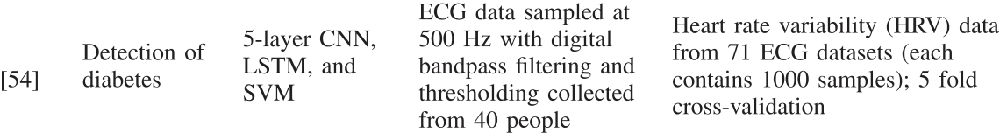 [54]
Detection of
diabetes
5-layer CNN,
LSTM, and
SVM
ECG data sampled at
500 Hz with digital
bandpass filtering and
thresholding collected
from 40 people
Heart rate variability (HRV) data
from 71 ECG datasets (each
contains 1000 samples); 5 fold
cross-validation